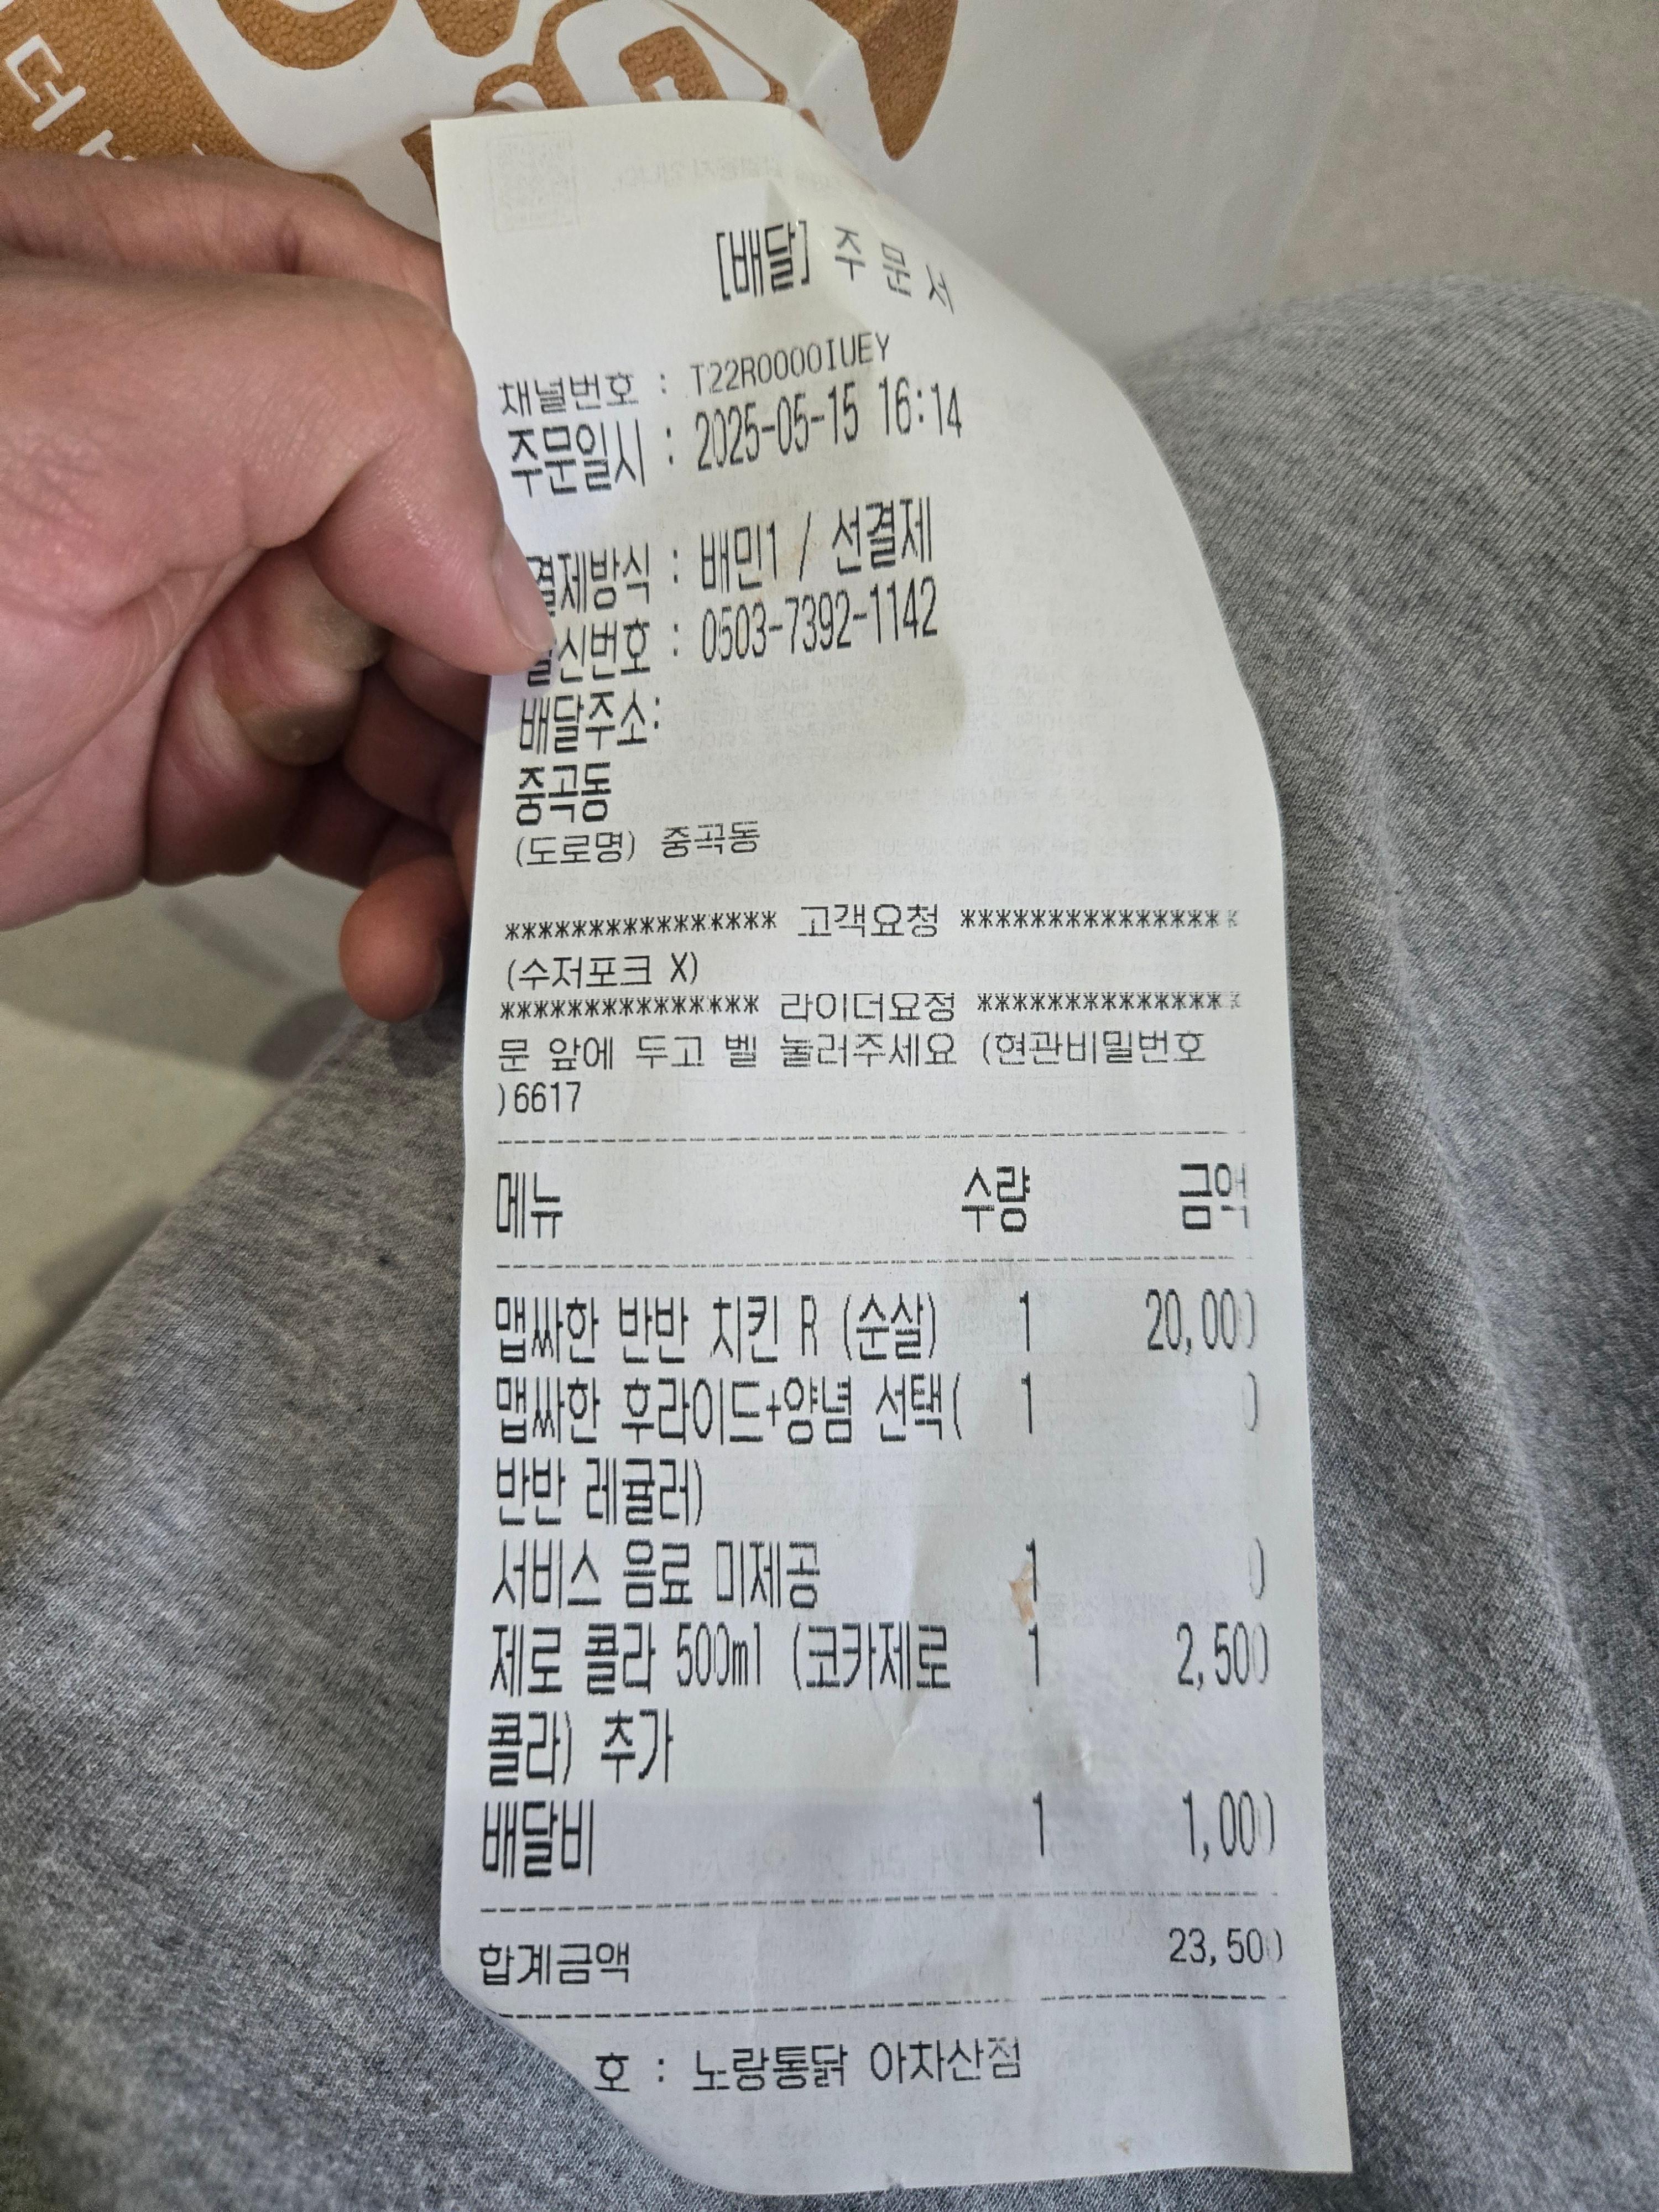 [배달] 주문서
채널번호 : T22R0000IUEY
주문일시 : 2025-05-15 16:14
결제방식 : 배민1 / 선결제
발신번호 : 0503-7392-1142
배달주소:
중곡동
(도로명) 중곡동
**************** 고객요청 ****************
(수저포크 X)
*************** 라이더요청 ***************
문 앞에 두고 벨 눌러주세요 (현관비밀번호
)6617
메뉴 수량 금액
맵싸한 반반 치킨 R (순살) 1 20,000
맵싸한 후라이드+양념 선택( 1 0
반반 레귤러)
서비스 음료 미제공 1 0
제로 콜라 500ml (코카제로 1 2,500
콜라) 추가
배달비 1 1,000
합계금액 23,500
호 : 노랑통닭 아차산점